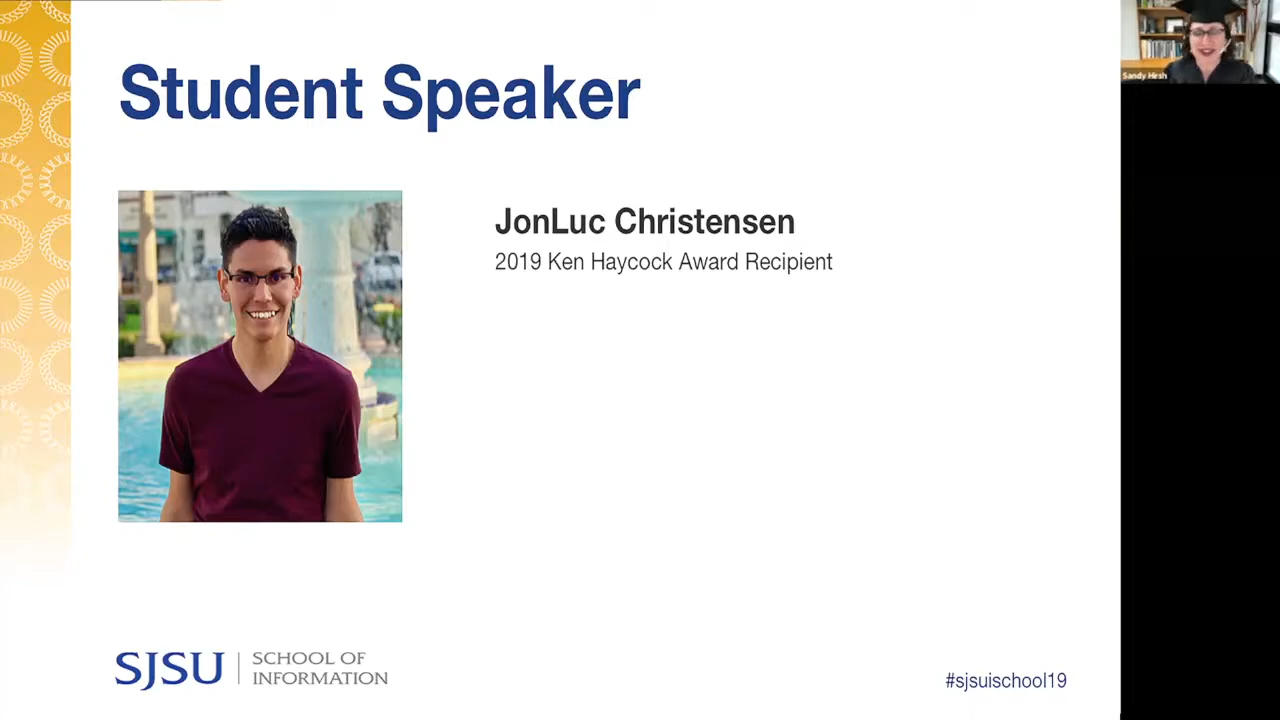 Student Speaker
Sandy Hirsh
JonLuc Christensen
2019 Ken Haycock Award Recipient
SJSU
SCHOOL OF
INFORMATION
#sjsuischool19